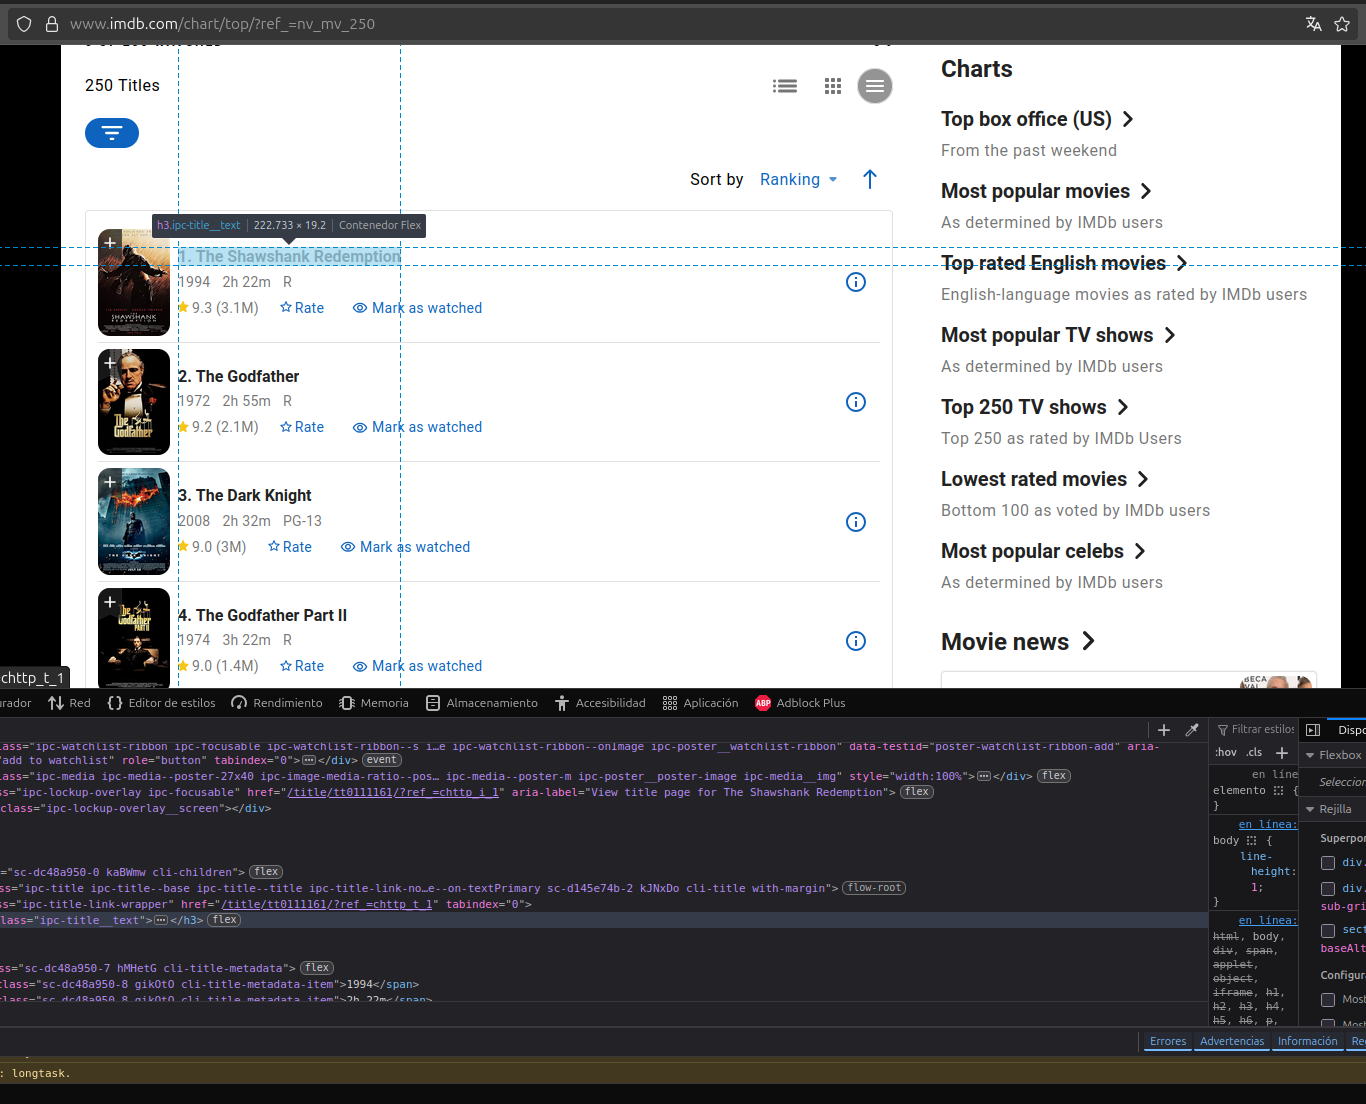 www.imdb.com/chart/top/?ref_=nv_mv_250
250 Titles
Sort by Ranking
h3.ipc-title__text 222.733 × 19.2 Contenedor Flex
1. The Shawshank Redemption
1994 2h 22m R
9.3 (3.1M) Rate Mark as watched
2. The Godfather
1972 2h 55m R
9.2 (2.1M) Rate Mark as watched
3. The Dark Knight
2008 2h 32m PG-13
9.0 (3M) Rate Mark as watched
4. The Godfather Part II
1974 3h 22m R
9.0 (1.4M) Rate Mark as watched
Charts
Top box office (US)
From the past weekend
Most popular movies
As determined by IMDb users
Top rated English movies
English-language movies as rated by IMDb users
Most popular TV shows
As determined by IMDb users
Top 250 TV shows
Top 250 as rated by IMDb Users
Lowest rated movies
Bottom 100 as voted by IMDb users
Most popular celebs
As determined by IMDb users
Movie news
chttp_t_1
urador Red Editor de estilos Rendimiento Memoria Almacenamiento Accesibilidad Aplicación ABP Adblock Plus
lass="ipc-watchlist-ribbon ipc-focusable ipc-watchlist-ribbon--s i…e ipc-watchlist-ribbon--onImage ipc-poster__watchlist-ribbon" data-testid="poster-watchlist-ribbon-add" aria-
add to watchlist" role="button" tabindex="0"></div> event
class="ipc-media ipc-media--poster-27x40 ipc-image-media-ratio--pos… ipc-media--poster-m ipc-poster__poster-image ipc-media__img" style="width:100%"></div> flex
s="ipc-lockup-overlay ipc-focusable" href="/title/tt0111161/?ref_=chttp_i_1" aria-label="View title page for The Shawshank Redemption"> flex
class="ipc-lockup-overlay__screen"></div>
="sc-dc48a950-0 kaBWmw cli-children"> flex
ss="ipc-title ipc-title--base ipc-title--title ipc-title-link-no…e--on-textPrimary sc-d145e74b-2 kJNxDo cli-title with-margin"> flow-root
s="ipc-title-link-wrapper" href="/title/tt0111161/?ref_=chttp_t_1" tabindex="0">
lass="ipc-title__text"></h3> flex
ss="sc-dc48a950-7 hMHetG cli-title-metadata"> flex
lass="sc-dc48a950-8 gikOtO cli-title-metadata-item">1994</span>
lass="sc-dc48a950-8 gikOtO cli-title-metadata-item">2h 22m</span>
Filtrar estilos
:hov .cls +
en líne
elemento {
}
en línea:
body {
line-
height:
1;
}
en línea:
html, body,
div, span,
applet,
object,
iframe, h1,
h2, h3, h4,
h5, h6, p,
Dispo
Flexbox
Seleccion
Rejilla
Superpor
div.
div.
sub-gri
sect
baseAlt
Configura
Most
Most
Errores Advertencias Información Re
: longtask.